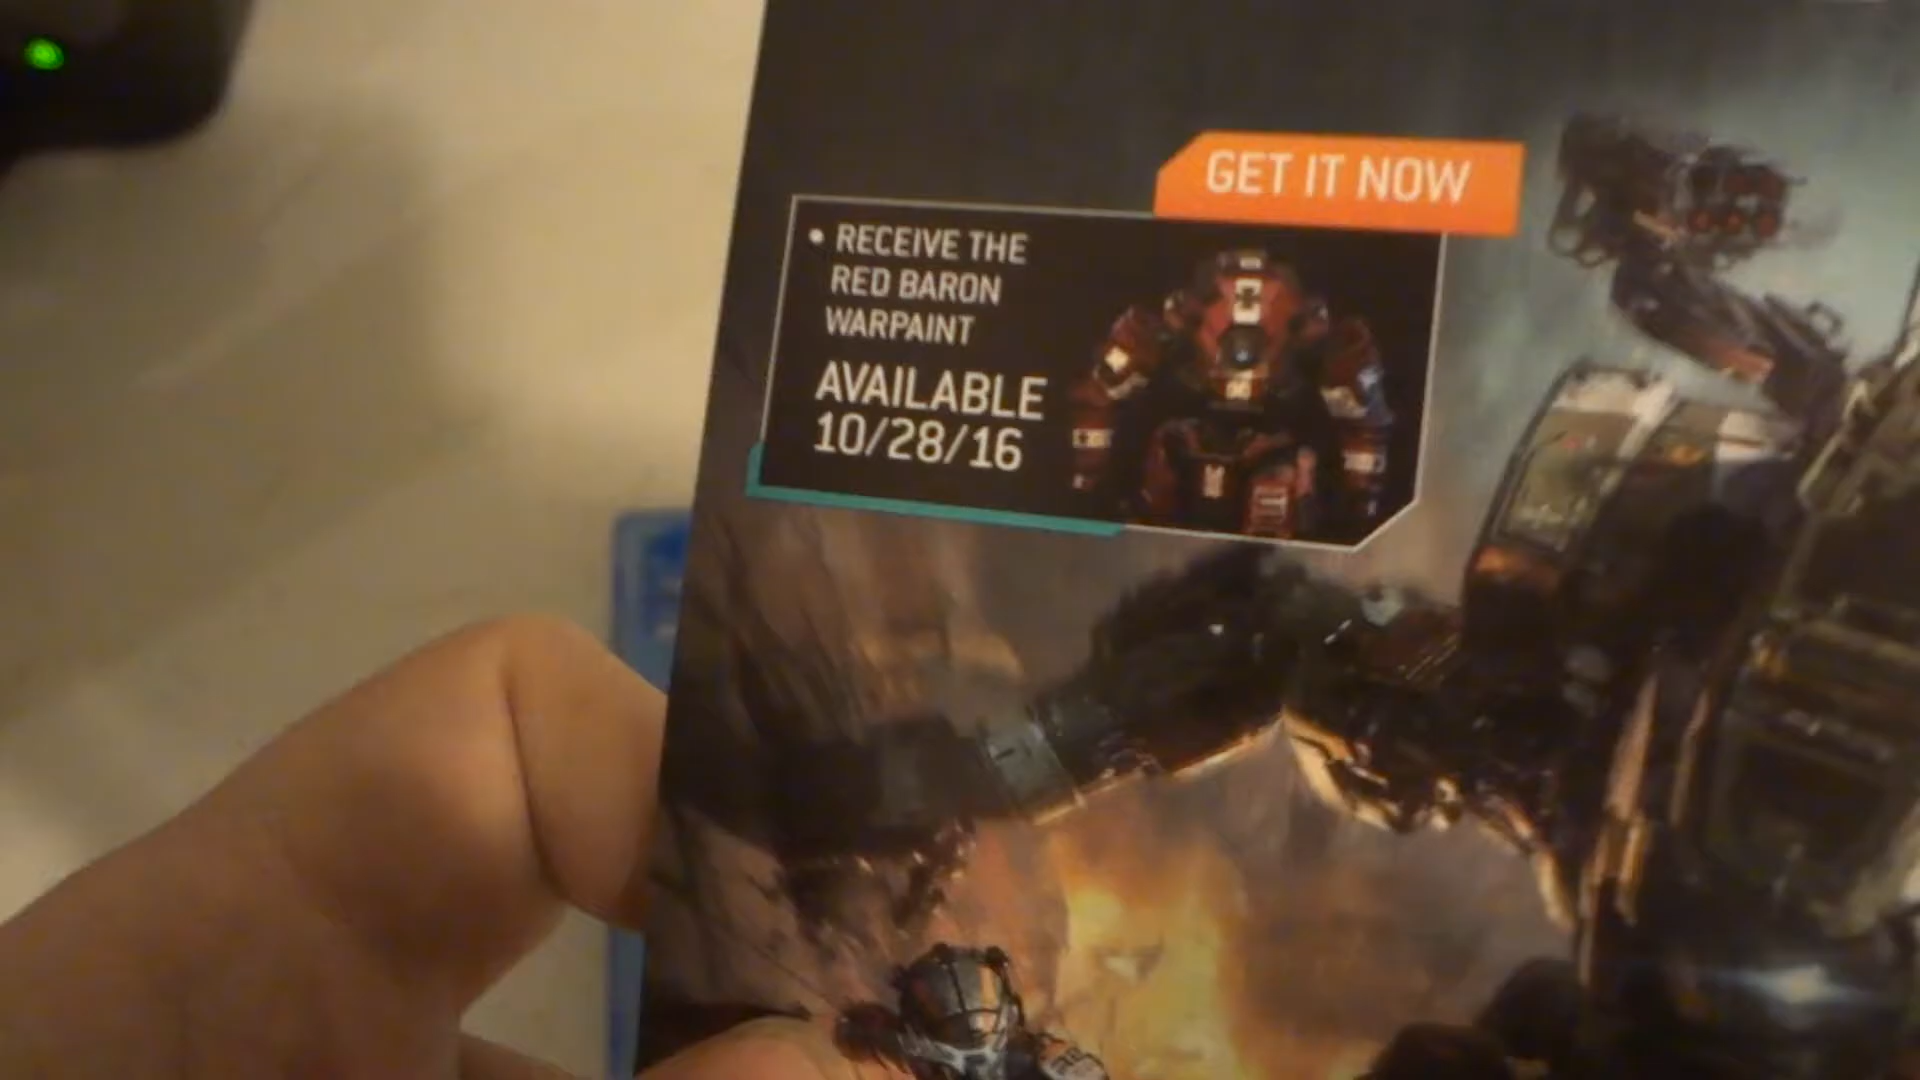 GET IT NOW
• RECEIVE THE
RED BARON
WARPAINT
AVAILABLE
10/28/16